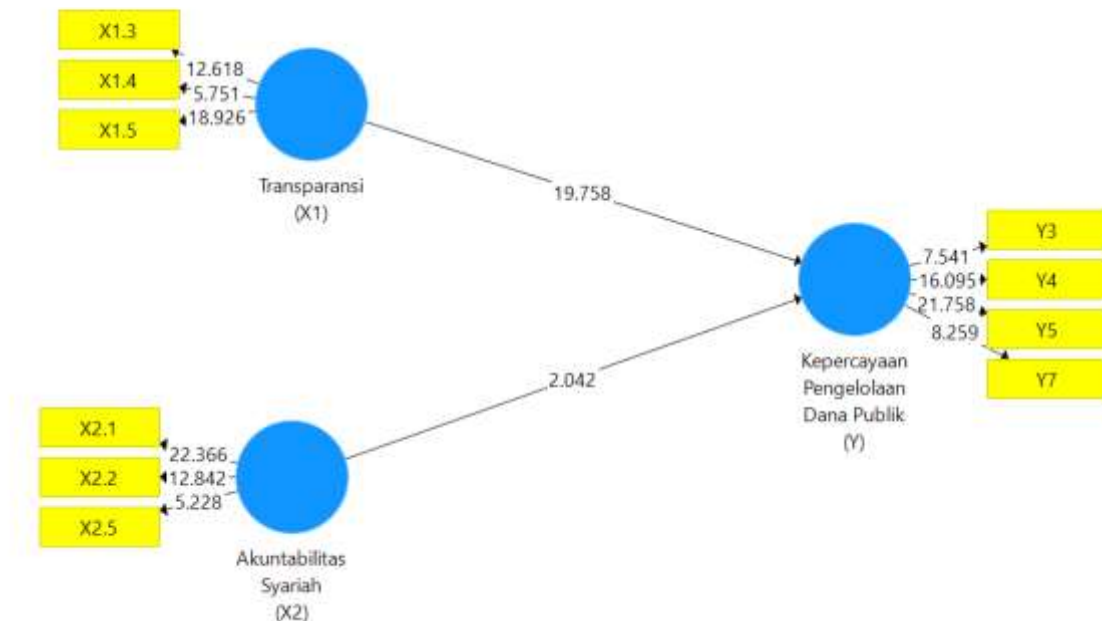 X1.3
X1.4
X1.5
12.618
5.751
18.926
Transparansi
(X1)
19.758
2.042
X2.1
X2.2
X2.5
22.366
12.842
5.228
Akuntabilitas
Syariah
(X2)
7.541
16.095
21.758
8.259
Y3
Y4
Y5
Y7
Kepercayaan
Pengelolaan
Dana Publik
(Y)